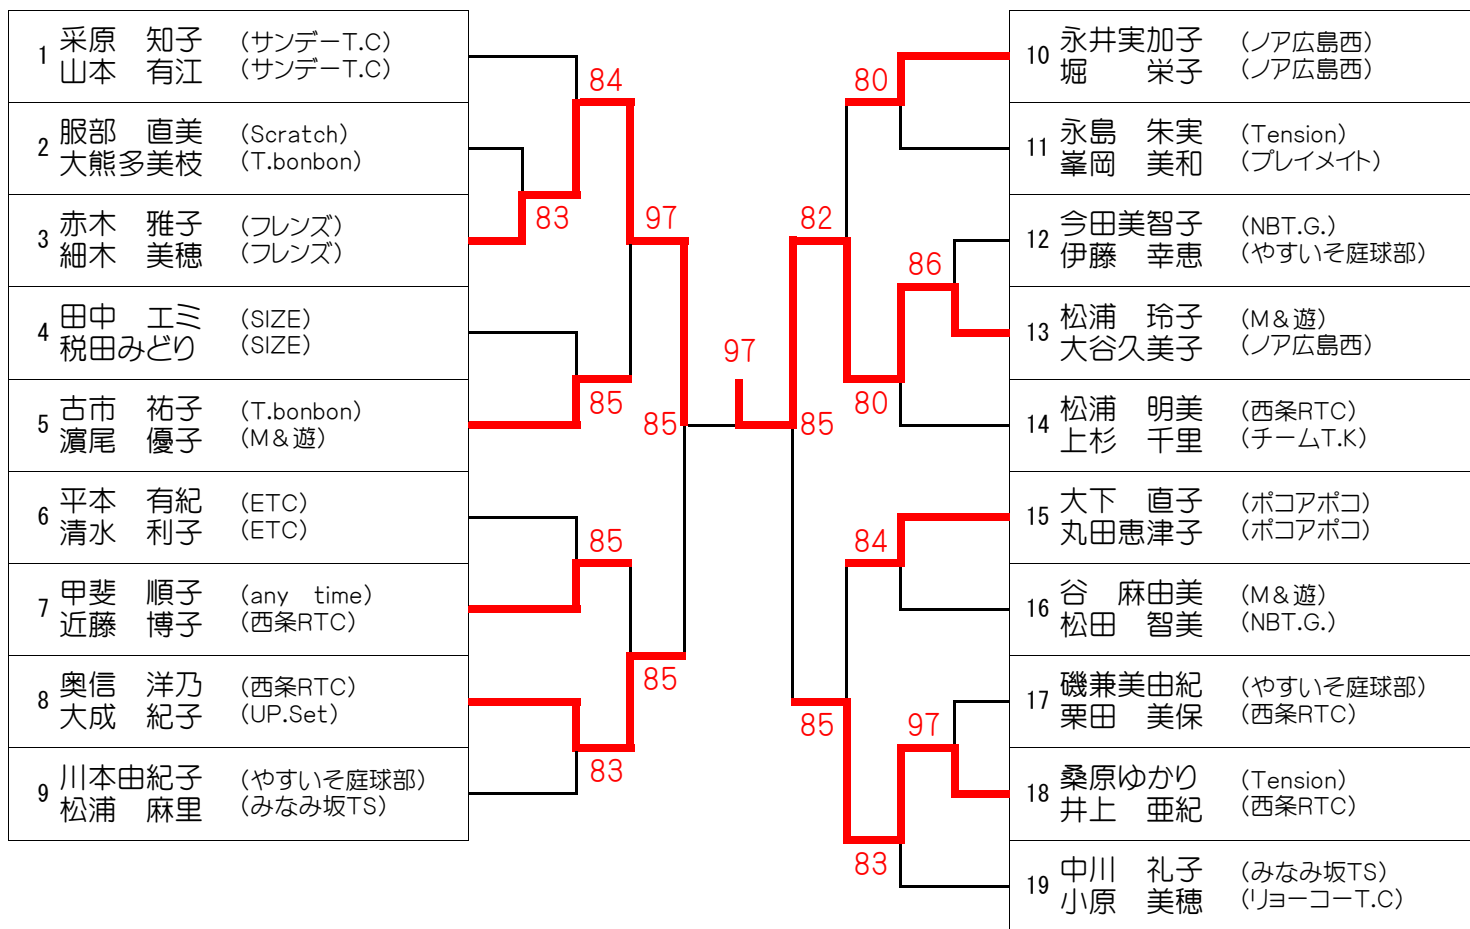 1
采原　知子　(サンデーT.C)
山本　有江　(サンデーT.C)
2
服部　直美　(Scratch)
大熊多美枝　(T.bonbon)
3
赤木　雅子　(フレンズ)
細木　美穂　(フレンズ)
4
田中　エミ　(SIZE)
税田みどり　(SIZE)
5
古市　祐子　(T.bonbon)
濵尾　優子　(M&遊)
6
平本　有紀　(ETC)
清水　利子　(ETC)
7
甲斐　順子　(any　time)
近藤　博子　(西条RTC)
8
奥信　洋乃　(西条RTC)
大成　紀子　(UP.Set)
9
川本由紀子　(やすいそ庭球部)
松浦　麻里　(みなみ坂TS)
84
83
97
85
85
85
85
83
97
80
82
86
80
85
84
85
97
83
10
永井実加子　(ノア広島西)
堀　　栄子　(ノア広島西)
11
永島　朱実　(Tension)
峯岡　美和　(プレイメイト)
12
今田美智子　(NBT.G.)
伊藤　幸恵　(やすいそ庭球部)
13
松浦　玲子　(M&遊)
大谷久美子　(ノア広島西)
14
松浦　明美　(西条RTC)
上杉　千里　(チームT.K)
15
大下　直子　(ポコアポコ)
丸田恵津子　(ポコアポコ)
16
谷　麻由美　(M&遊)
松田　智美　(NBT.G.)
17
磯兼美由紀　(やすいそ庭球部)
栗田　美保　(西条RTC)
18
桑原ゆかり　(Tension)
井上　亜紀　(西条RTC)
19
中川　礼子　(みなみ坂TS)
小原　美穂　(リョーコーT.C)